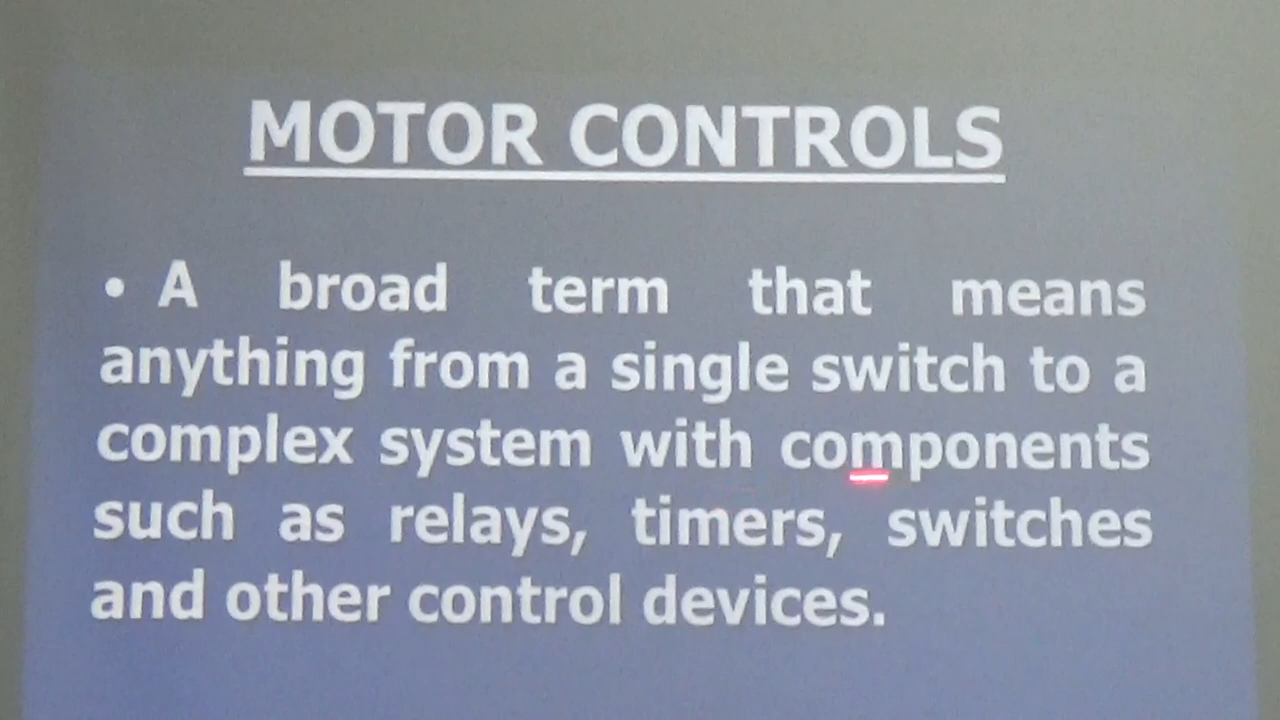 MOTOR CONTROLS
• A broad term that means
anything from a single switch to a
complex system with components
such as relays, timers, switches
and other control devices.